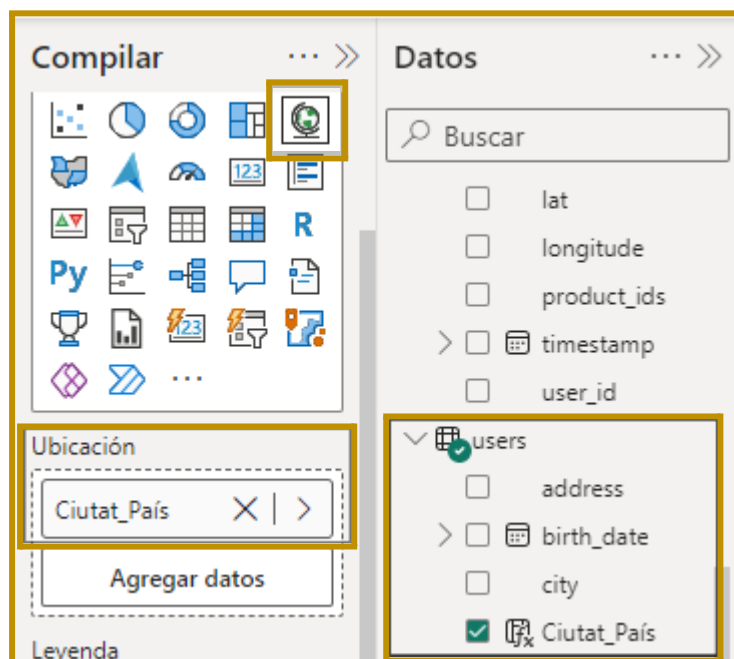 Compilar
123
R
Py
123
Ubicación
Ciutat_País
Agregar datos
Leyenda
Datos
Buscar
lat
longitude
product_ids
timestamp
user_id
users
address
birth_date
city
Ciutat_País